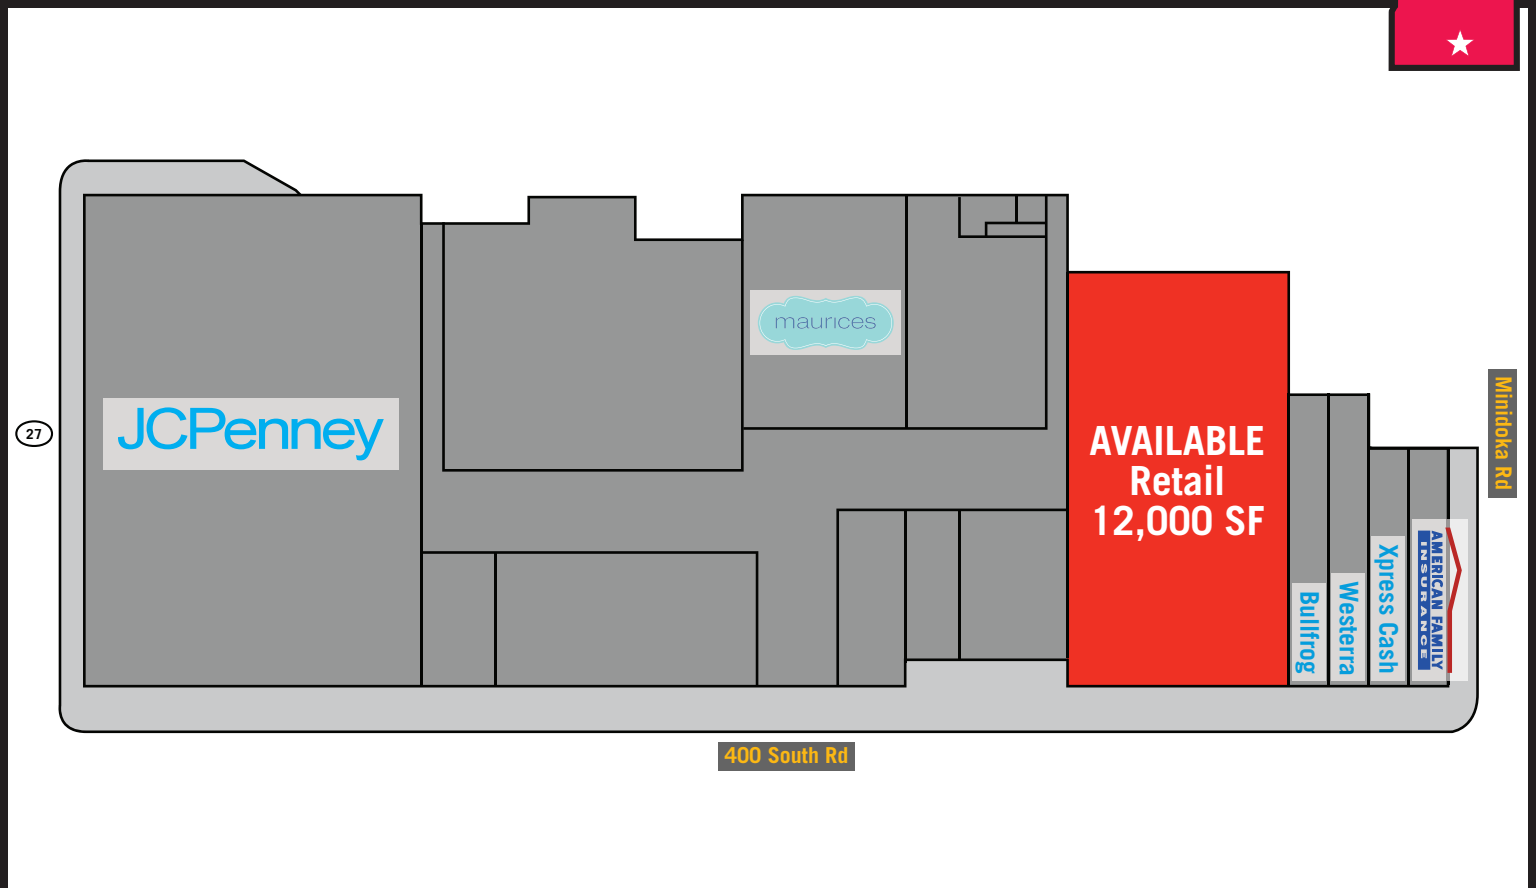 maurices
JCPenney
27
AVAILABLE
Retail
12,000 SF
Minidoka Rd
Bullfrog
Westerra
Xpress Cash
AMERICAN FAMILY
INSURANCE
400 South Rd